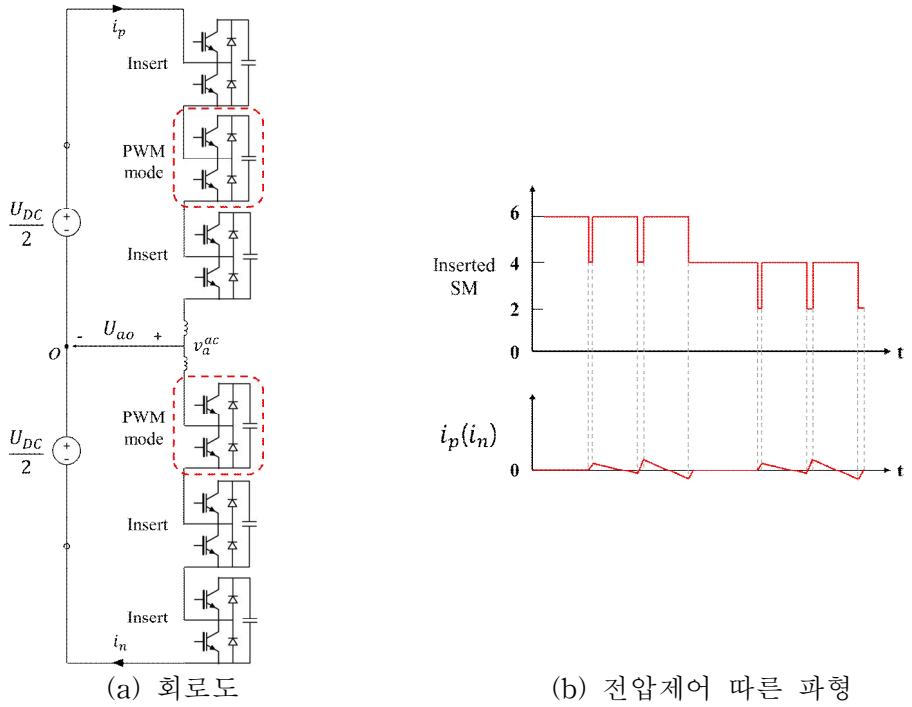 i_p
Insert
PWM
mode
U_DC
2
+
-
Insert
- U_ao +
O
v_a^ac
PWM
mode
U_DC
2
+
-
Insert
Insert
i_n
(a) 회로도
6
4
2
0
Inserted
SM
t
i_p(i_n)
0
t
(b) 전압제어 따른 파형